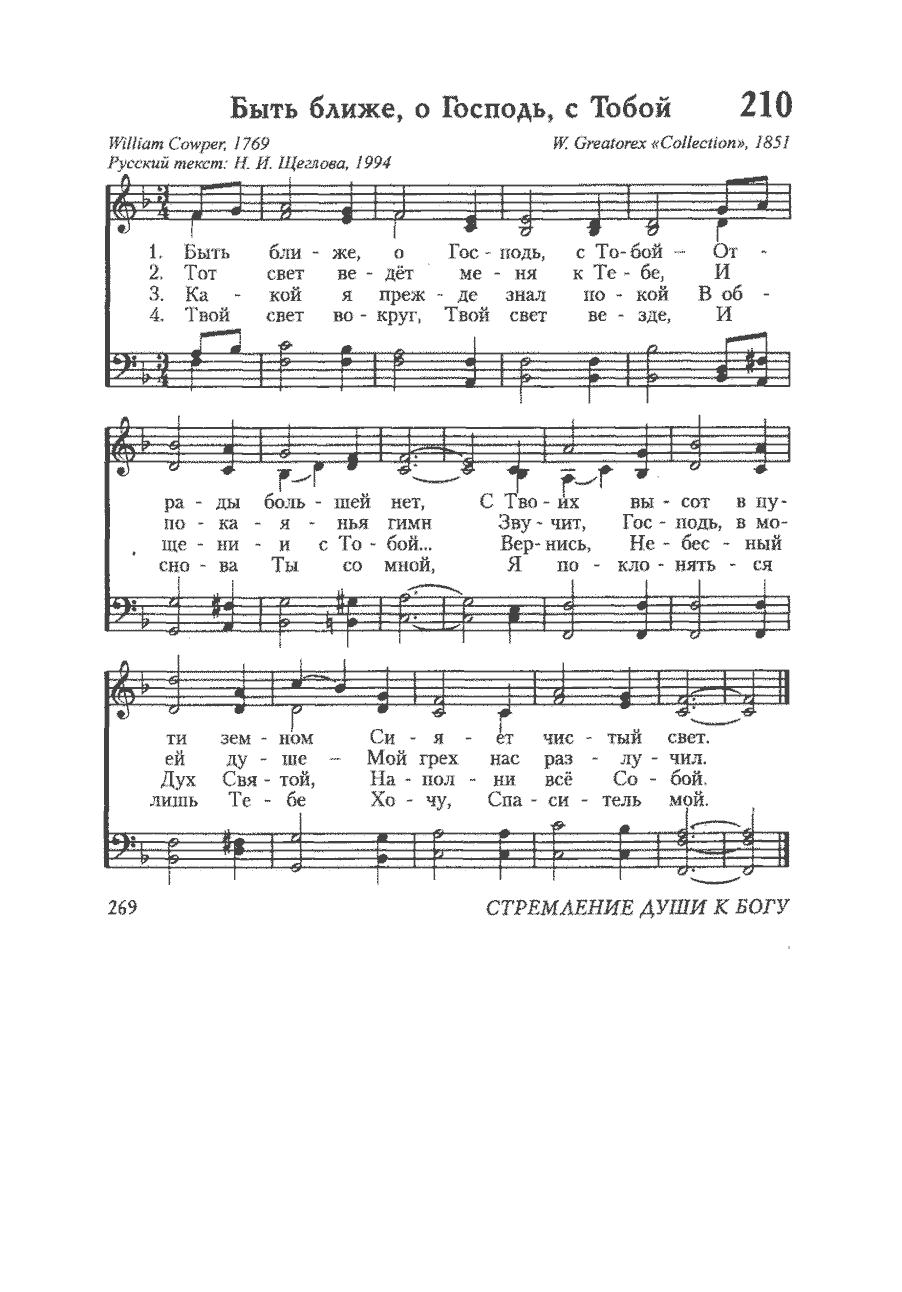 Быть ближе, о Господь, с Тобой 210
William Cowper, 1769 W. Greatorex «Collection», 1851
Русский текст: Н. И. Щеглова, 1994
1. Быть бли - же, о Гос - подь, с То - бой – От -
2. Тот свет ве - дёт ме - ня к Те - бе, И
3. Ка - кой я преж - де знал по - кой В об -
4. Твой свет во - круг, Твой свет ве - зде, И
ра - ды боль - шей нет, С Тво - их вы - сот в пу -
по - ка - я - нья гимн Зву - чит, Гос - подь, в мо -
ще - ни - и с То - бой... Вер - нись, Не - бес - ный
сно - ва Ты со мной, Я по - кло - нять - ся
ти зем - ном Си - я - ет чис - тый свет.
ей ду - ше – Мой грех нас раз - лу - чил.
Дух Свя - той, На - пол - ни всё Со - бой.
лишь Те - бе Хо - чу, Спа - си - тель мой.
269 СТРЕМЛЕНИЕ ДУШИ К БОГУ